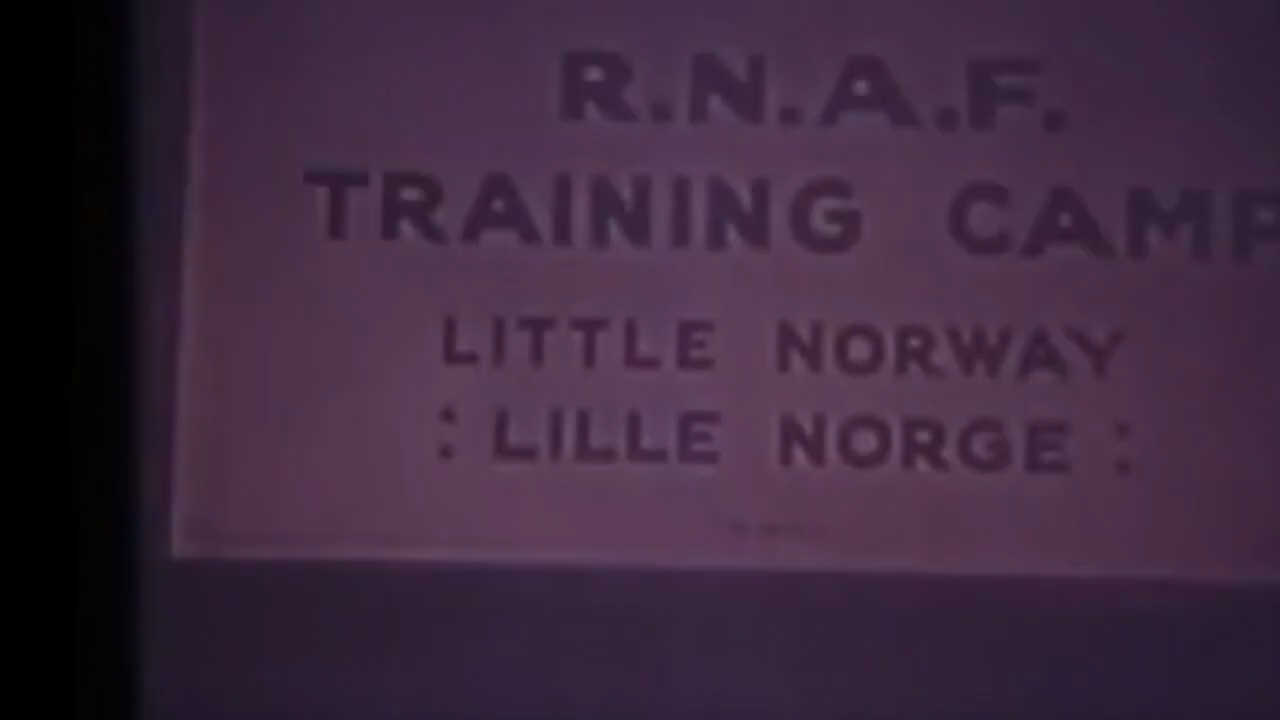 R.N.A.F.
TRAINING CAMP
LITTLE NORWAY
: LILLE NORGE :